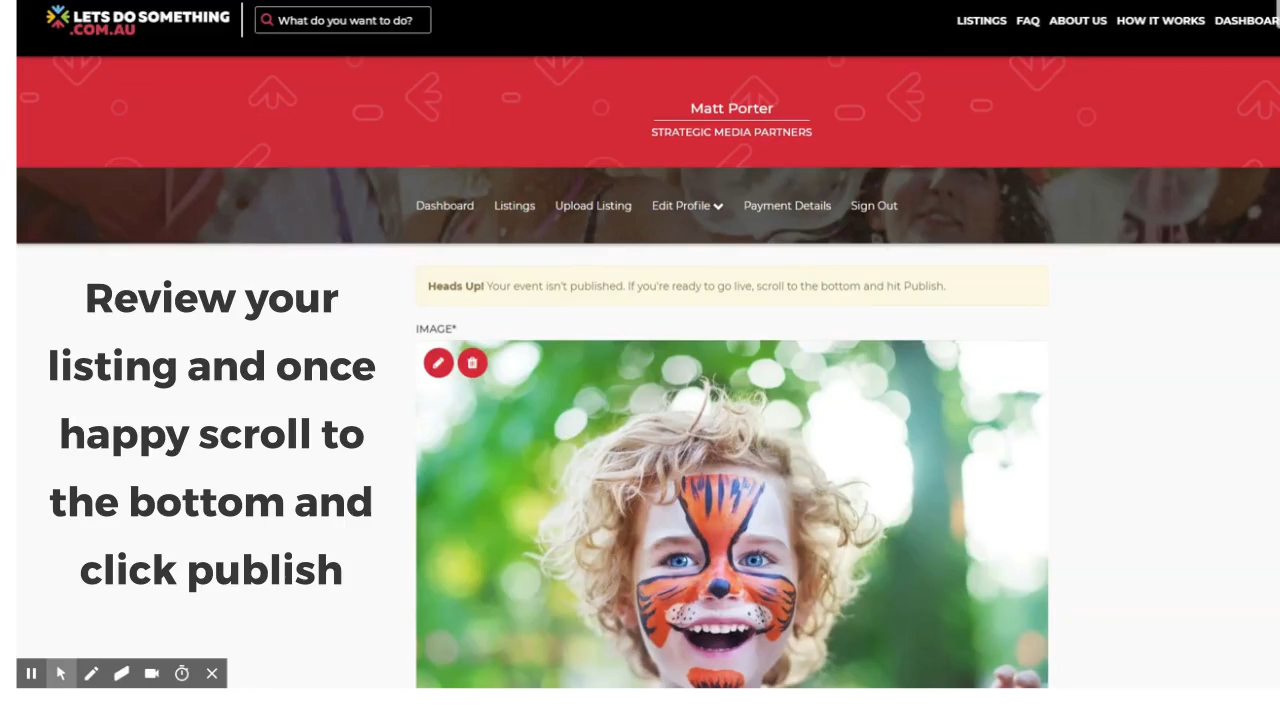 LETS DO SOMETHING
.COM.AU
What do you want to do?
LISTINGS FAQ ABOUT US HOW IT WORKS DASHBOAR
Matt Porter
STRATEGIC MEDIA PARTNERS
Dashboard Listings Upload Listing Edit Profile Payment Details Sign Out
Review your
listing and once
happy scroll to
the bottom and
click publish
Heads Up! Your event isn't published. If you're ready to go live, scroll to the bottom and hit Publish.
IMAGE*